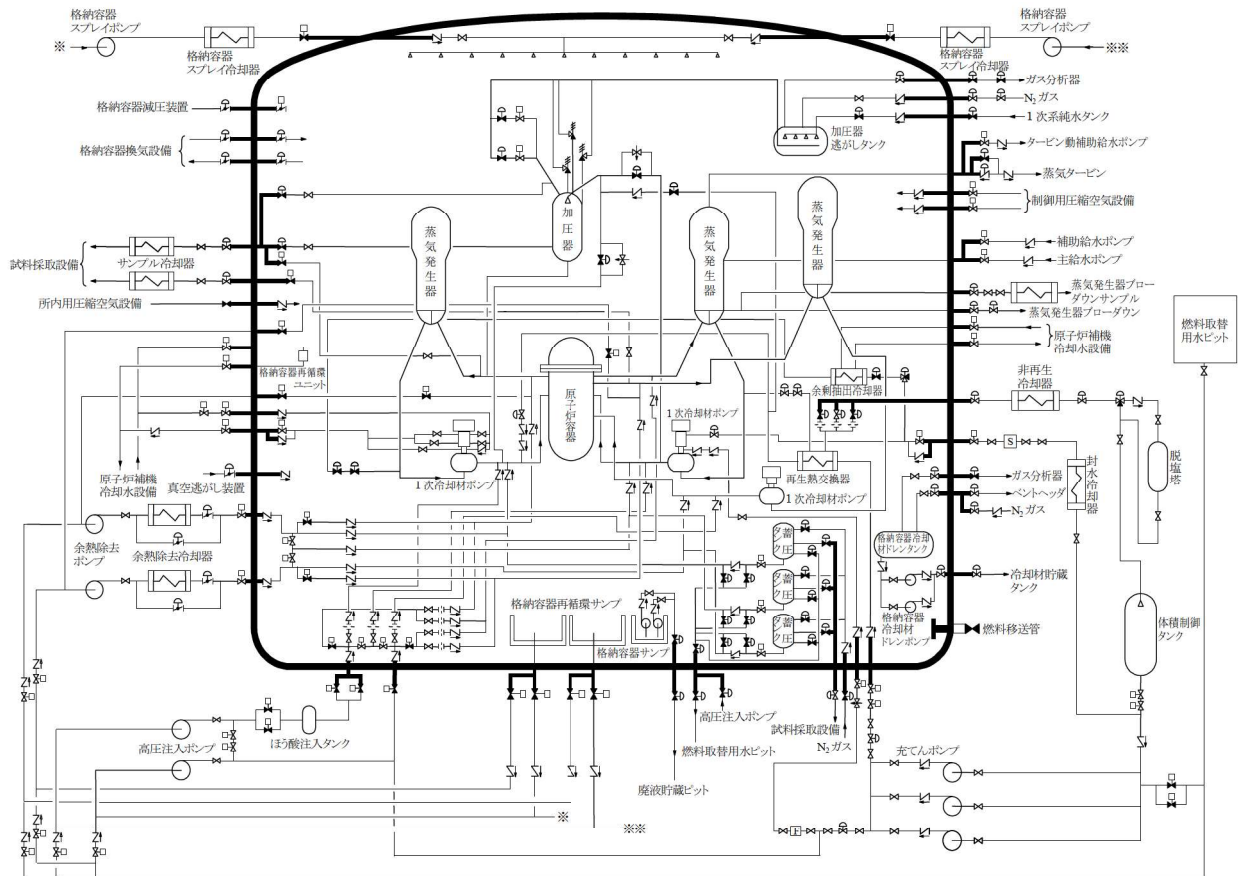 格納容器
スプレイポンプ
※
格納容器
スプレイ冷却器
格納容器
スプレイポンプ
※※
格納容器
スプレイ冷却器
格納容器減圧装置
格納容器換気設備
試料採取設備
サンプル冷却器
所内用圧縮空気設備
格納容器再循環
ユニット
原子炉補機
冷却水設備
真空逃がし装置
余熱除去
ポンプ
余熱除去冷却器
加圧器
加圧器
逃がしタンク
蒸気発生器
蒸気発生器
蒸気発生器
原子炉容器
1次冷却材ポンプ
1次冷却材ポンプ
1次冷却材ポンプ
再生熱交換器
余剰抽出冷却器
ガス分析器
N₂ガス
1次系純水タンク
タービン動補助給水ポンプ
蒸気タービン
制御用圧縮空気設備
補助給水ポンプ
主給水ポンプ
蒸気発生器ブロー
ダウンサンプル
蒸気発生器ブローダウン
原子炉補機
冷却水設備
燃料取替
用水ピット
非再生
冷却器
S
封水冷却器
脱塩塔
ガス分析器
ベントヘッダ
N₂ガス
格納容器冷却
材ドレンタンク
冷却材貯蔵
タンク
格納容器
冷却材
ドレンポンプ
燃料移送管
体積制御
タンク
蓄圧タンク
蓄圧タンク
蓄圧タンク
格納容器再循環サンプ
格納容器サンプ
高圧注入ポンプ
ほう酸注入タンク
高圧注入ポンプ
燃料取替用水ピット
廃液貯蔵ピット
試料採取設備
N₂ガス
充てんポンプ
※
※※